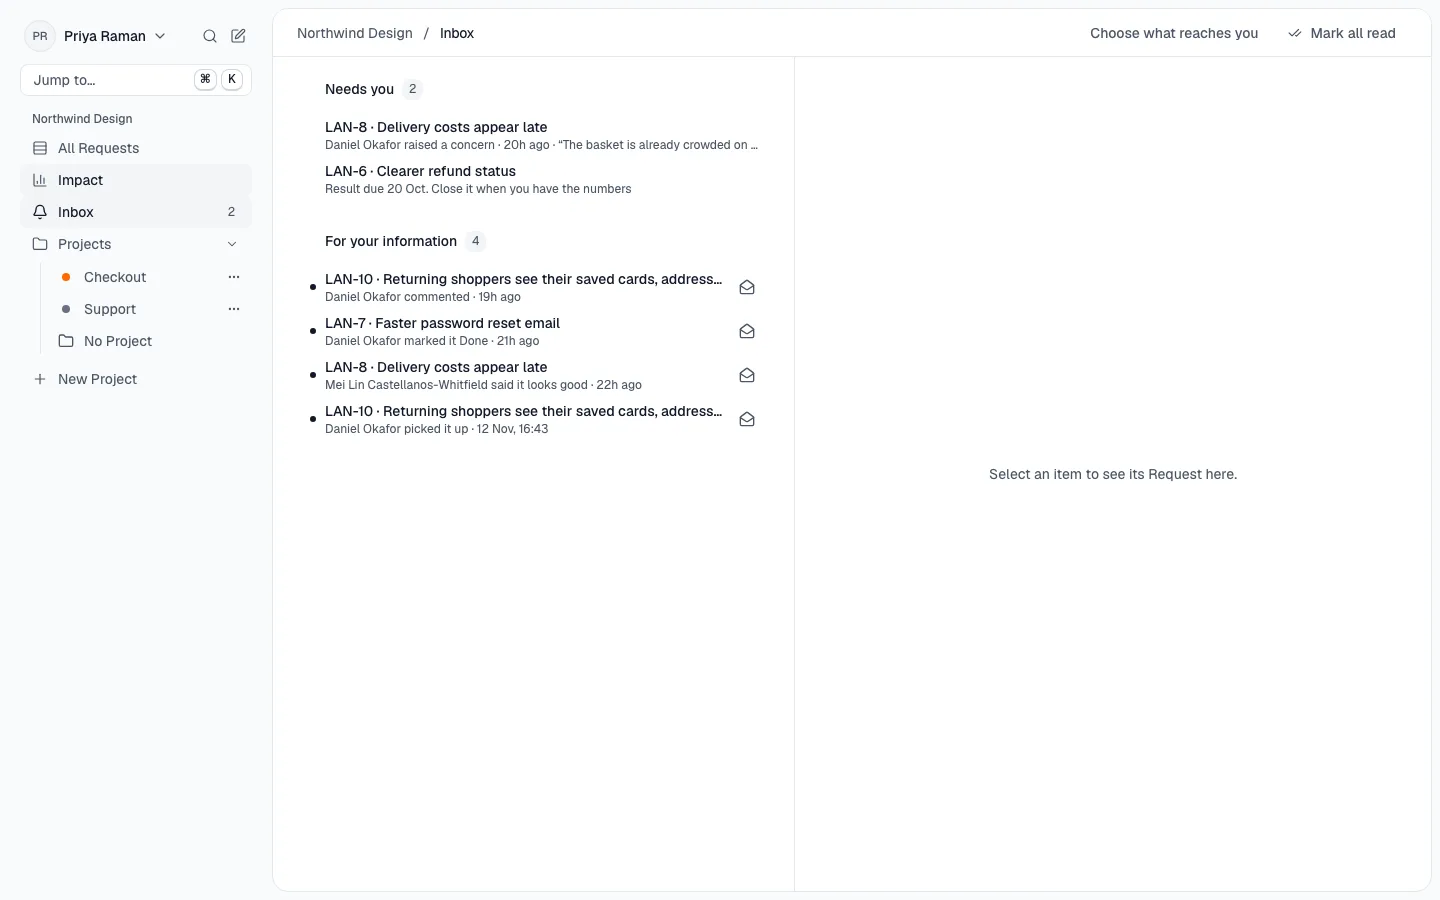 PR Priya Raman
Jump to... ⌘ K
Northwind Design
All Requests
Impact
Inbox 2
Projects
Checkout
Support
No Project
New Project
Northwind Design / Inbox
Choose what reaches you
Mark all read
Needs you 2
LAN-8 · Delivery costs appear late
Daniel Okafor raised a concern · 20h ago · “The basket is already crowded on ...
LAN-6 · Clearer refund status
Result due 20 Oct. Close it when you have the numbers
For your information 4
LAN-10 · Returning shoppers see their saved cards, address...
Daniel Okafor commented · 19h ago
LAN-7 · Faster password reset email
Daniel Okafor marked it Done · 21h ago
LAN-8 · Delivery costs appear late
Mei Lin Castellanos-Whitfield said it looks good · 22h ago
LAN-10 · Returning shoppers see their saved cards, address...
Daniel Okafor picked it up · 12 Nov, 16:43
Select an item to see its Request here.